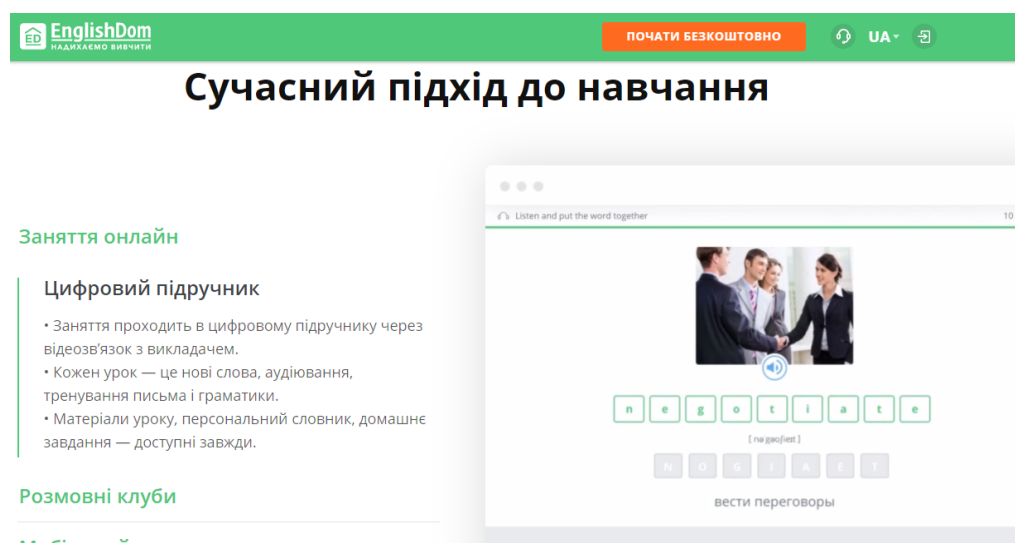 EnglishDom
НАДИХАЄМО ВИВЧИТИ
ПОЧАТИ БЕЗКОШТОВНО
UA
Сучасний підхід до навчання
Заняття онлайн
Цифровий підручник
• Заняття проходить в цифровому підручнику через
відеозв’язок з викладачем.
• Кожен урок — це нові слова, аудіювання,
тренування письма і граматики.
• Матеріали уроку, персональний словник, домашнє
завдання — доступні завжди.
Розмовні клуби
Listen and put the word together
10
n e g o t i a t e
N O G I A E T
вести переговоры